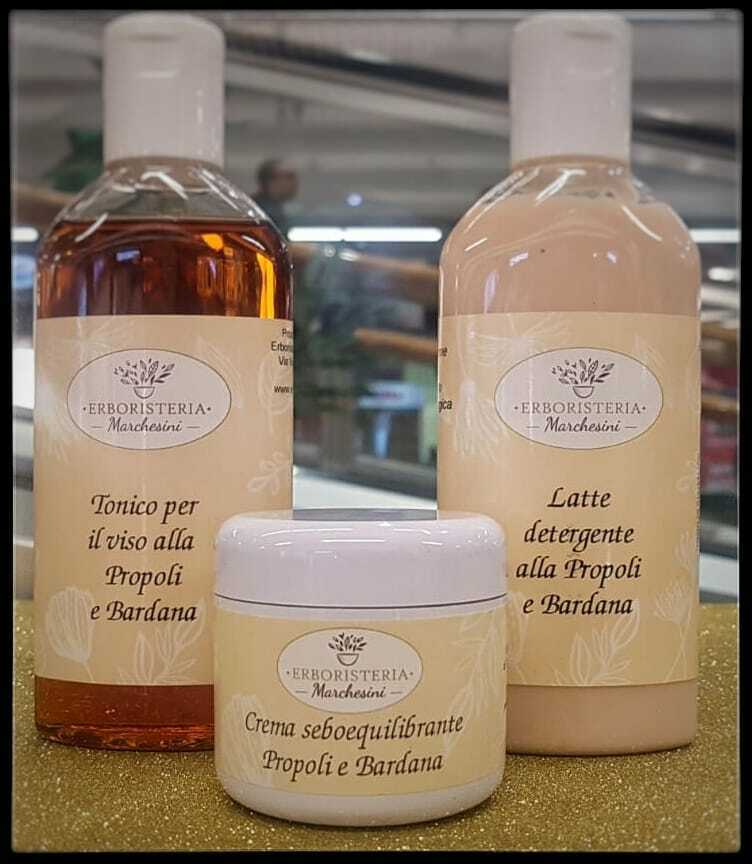 ·ERBORISTERIA·
— Marchesini —
Tonico per
il viso alla
Propoli
e Bardana
·ERBORISTERIA·
— Marchesini —
Latte
detergente
alla Propoli
e Bardana
·ERBORISTERIA·
— Marchesini —
Crema seboequilibrante
Propoli e Bardana